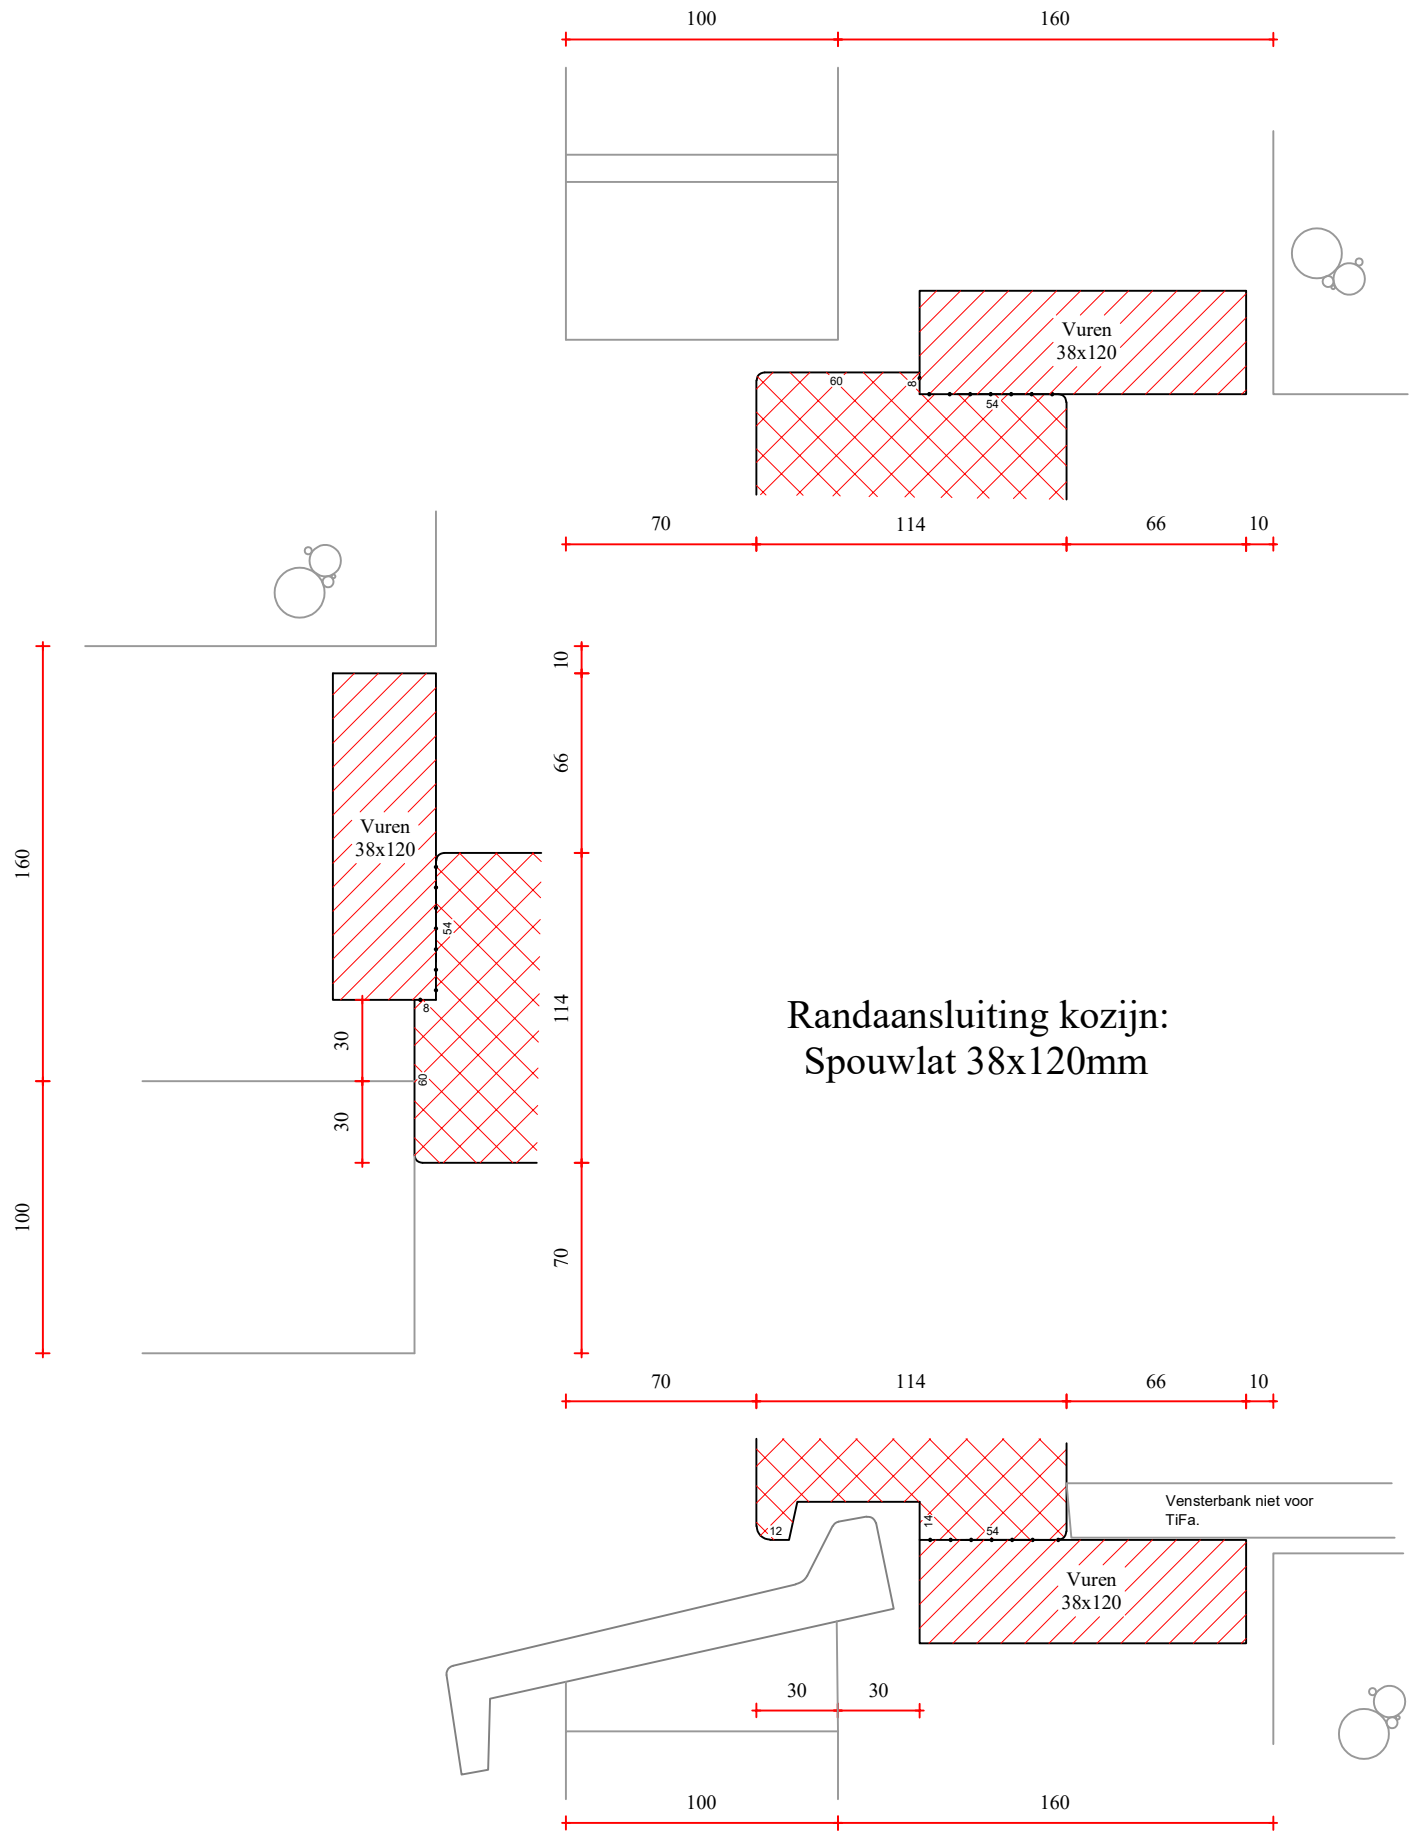 100 160
Vuren
38x120
60 8
54
70 114 66 10
10
66
160
Vuren
38x120
54
8
30
114
60
30
100
70
Randaansluiting kozijn:
Spouwlat 38x120mm
70 114 66 10
Vensterbank niet voor
TiFa.
12 14 54
Vuren
38x120
30 30
100 160